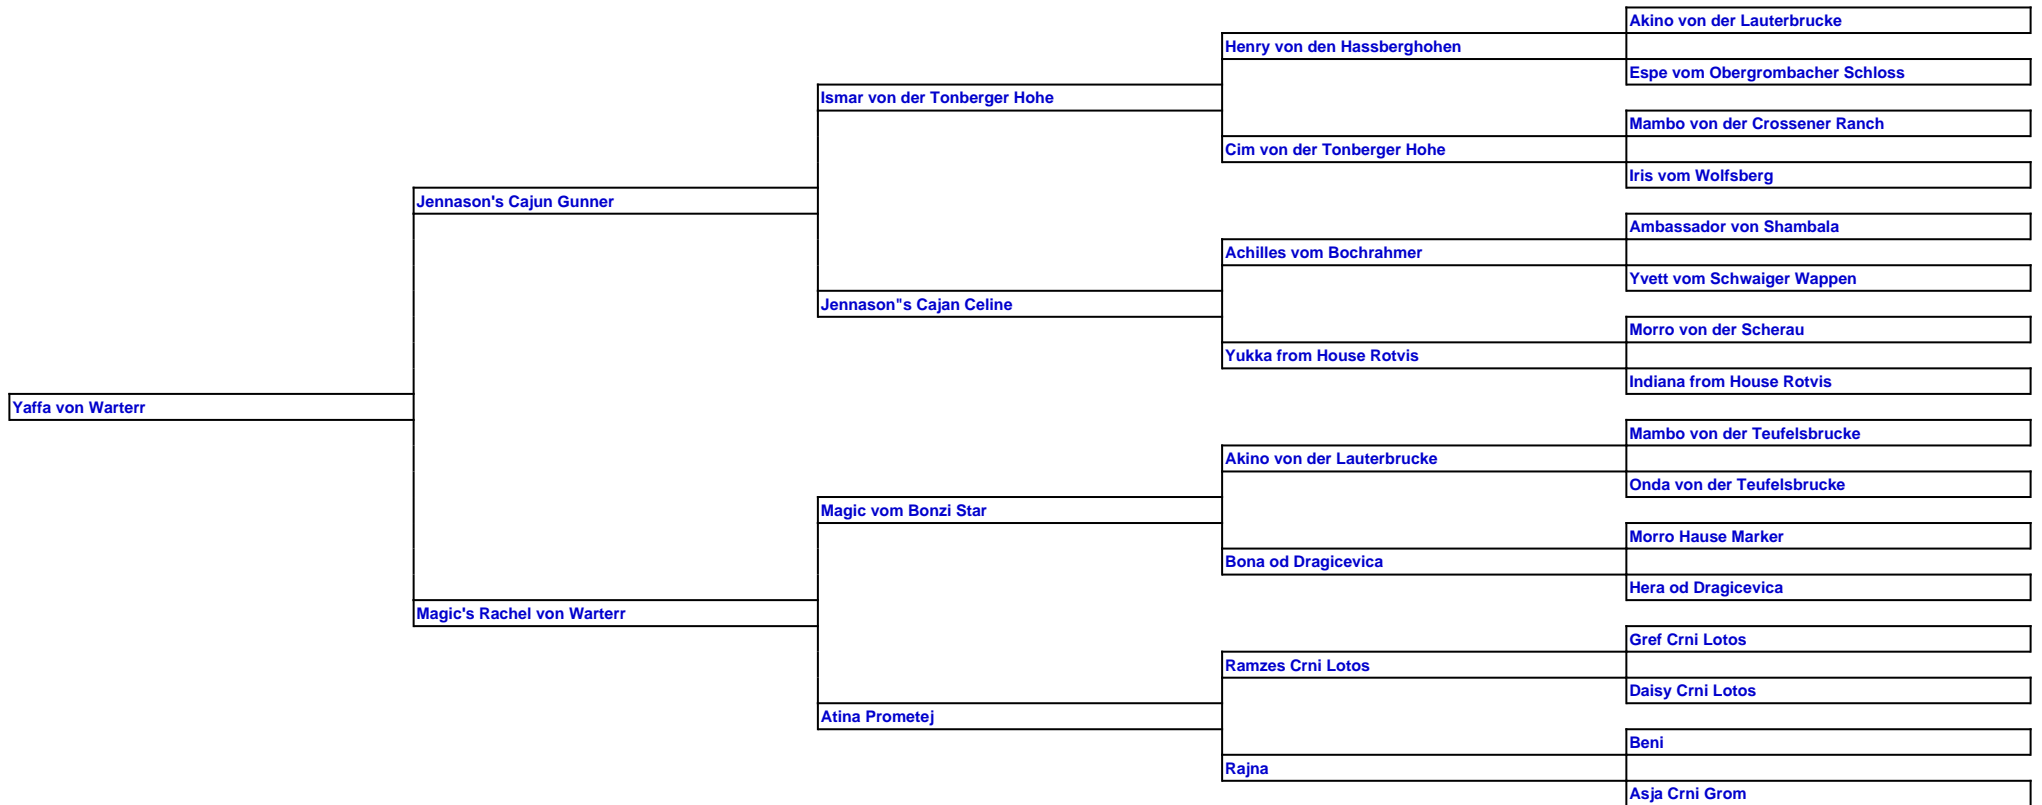 Akino von der Lauterbrucke
Henry von den Hassberghohen
Espe vom Obergrombacher Schloss
Ismar von der Tonberger Hohe
Mambo von der Crossener Ranch
Cim von der Tonberger Hohe
Iris vom Wolfsberg
Jennason's Cajun Gunner
Ambassador von Shambala
Achilles vom Bochrahmer
Yvett vom Schwaiger Wappen
Jennason"s Cajan Celine
Morro von der Scherau
Yukka from House Rotvis
Indiana from House Rotvis
Yaffa von Warterr
Mambo von der Teufelsbrucke
Akino von der Lauterbrucke
Onda von der Teufelsbrucke
Magic vom Bonzi Star
Morro Hause Marker
Bona od Dragicevica
Hera od Dragicevica
Magic's Rachel von Warterr
Gref Crni Lotos
Ramzes Crni Lotos
Daisy Crni Lotos
Atina Prometej
Beni
Rajna
Asja Crni Grom